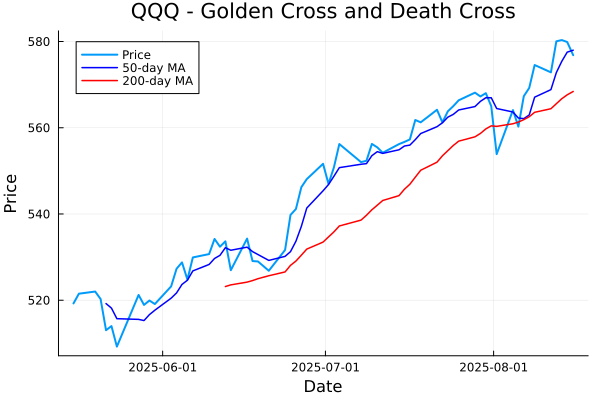 QQQ - Golden Cross and Death Cross
Price
50-day MA
200-day MA
Price
580
560
540
520
2025-06-01
2025-07-01
2025-08-01
Date